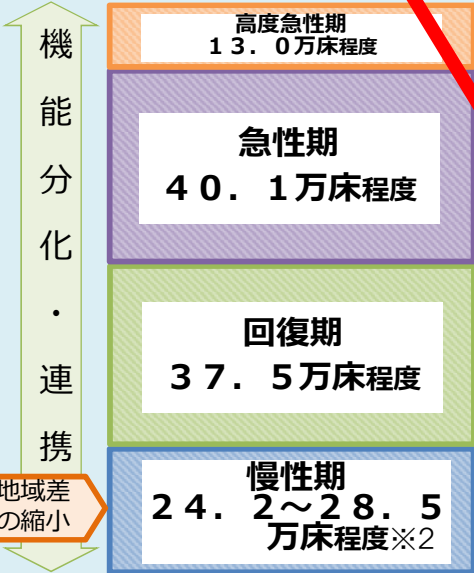 機能分化・連携
地域差
の縮小
高度急性期
１３．０万床程度
急性期
４０．１万床程度
回復期
３７．５万床程度
慢性期
２４．２～２８．５
万床程度※2